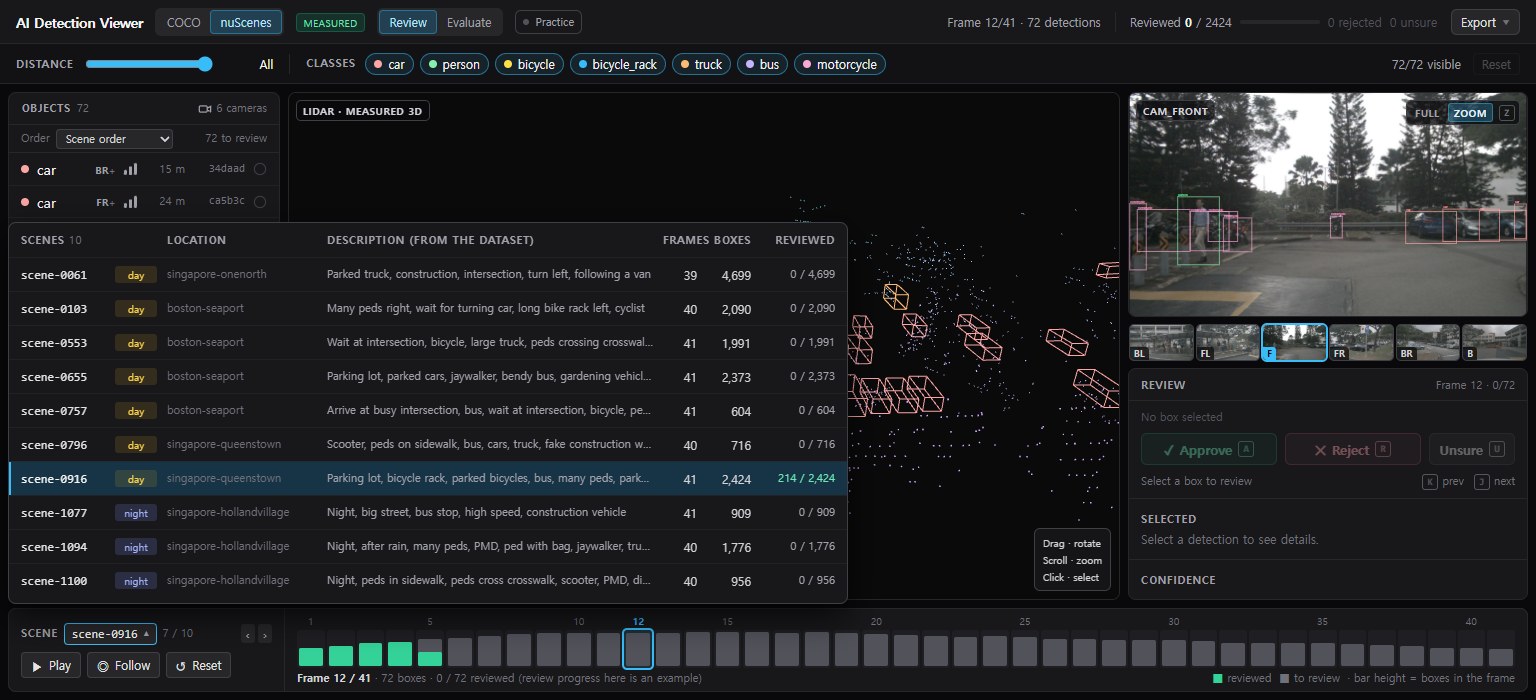 AI Detection Viewer COCO nuScenes MEASURED Review Evaluate Practice Frame 12/41 · 72 detections Reviewed 0 / 2424 0 rejected 0 unsure Export
DISTANCE All CLASSES car person bicycle bicycle_rack truck bus motorcycle 72/72 visible Reset
OBJECTS 72 6 cameras
Order Scene order 72 to review
car BR+ 15 m 34daad
car FR+ 24 m ca5b3c
LIDAR · MEASURED 3D
SCENES 10 LOCATION DESCRIPTION (FROM THE DATASET) FRAMES BOXES REVIEWED
scene-0061 day singapore-onenorth Parked truck, construction, intersection, turn left, following a van 39 4,699 0 / 4,699
scene-0103 day boston-seaport Many peds right, wait for turning car, long bike rack left, cyclist 40 2,090 0 / 2,090
scene-0553 day boston-seaport Wait at intersection, bicycle, large truck, peds crossing crosswal... 41 1,991 0 / 1,991
scene-0655 day boston-seaport Parking lot, parked cars, jaywalker, bendy bus, gardening vehicl... 41 2,373 0 / 2,373
scene-0757 day boston-seaport Arrive at busy intersection, bus, wait at intersection, bicycle, pe... 41 604 0 / 604
scene-0796 day singapore-queenstown Scooter, peds on sidewalk, bus, cars, truck, fake construction w... 40 716 0 / 716
scene-0916 day singapore-queenstown Parking lot, bicycle rack, parked bicycles, bus, many peds, park... 41 2,424 214 / 2,424
scene-1077 night singapore-hollandvillage Night, big street, bus stop, high speed, construction vehicle 41 909 0 / 909
scene-1094 night singapore-hollandvillage Night, after rain, many peds, PMD, ped with bag, jaywalker, tru... 40 1,776 0 / 1,776
scene-1100 night singapore-hollandvillage Night, peds in sidewalk, peds cross crosswalk, scooter, PMD, di... 40 956 0 / 956
Drag · rotate
Scroll · zoom
Click · select
CAM_FRONT FULL ZOOM Z
BL FL F FR BR B
REVIEW Frame 12 · 0/72
No box selected
Approve A Reject R Unsure U
Select a box to review K prev J next
SELECTED
Select a detection to see details.
CONFIDENCE
SCENE scene-0916 7 / 10 ‹ ›
Play Follow Reset
1 5 10 12 15 20 25 30 35 40
Frame 12 / 41 · 72 boxes · 0 / 72 reviewed (review progress here is an example) reviewed to review · bar height = boxes in the frame